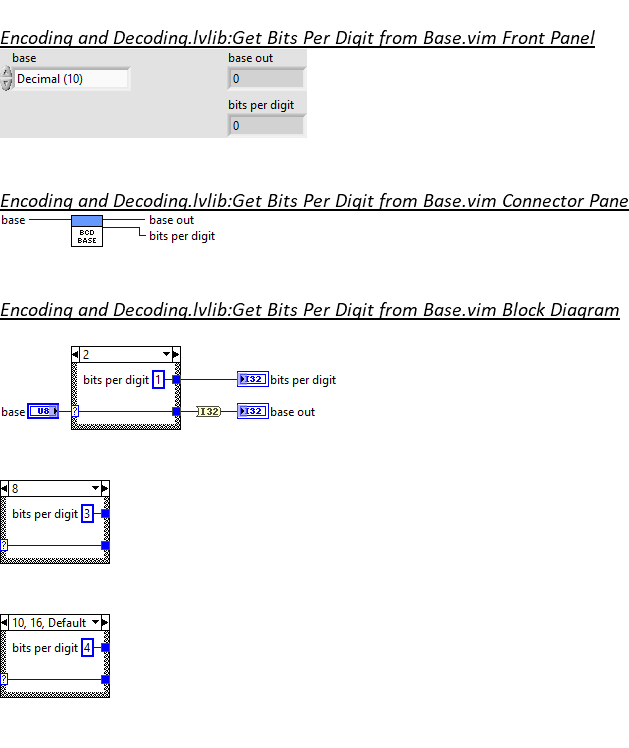 Encoding and Decoding.lvlib:Get Bits Per Digit from Base.vim Front Panel
base
base out
Decimal (10)
0
bits per digit
0
Encoding and Decoding.lvlib:Get Bits Per Digit from Base.vim Connector Pane
base
base out
BCD
BASE
bits per digit
Encoding and Decoding.lvlib:Get Bits Per Digit from Base.vim Block Diagram
2
bits per digit 1
I32 bits per digit
base U8 ? I32 I32 base out
8
bits per digit 3
?
10, 16, Default
bits per digit 4
?